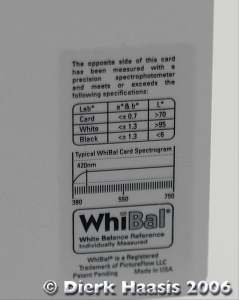 The opposite side of this card
has been measured with a
precision spectrophotometer
and meets or exceeds the
following specifications:
Lab* a* & b* L*
Card <± 0.7 >70
White <± 1.3 >95
Black <± 1.3 <6
Typical WhiBal Card Spectrogram
420nm
380 550 700
WhiBal®
White Balance Reference
Individually Measured
WhiBal® is a Registered
Trademark of PictureFlow LLC
Patent Pending Made in USA
© Dierk Haasis 2006